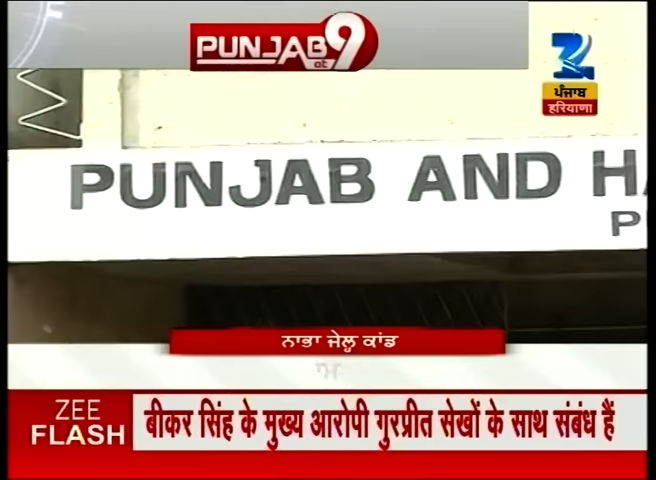 PUNJAB
at 9
ਪੰਜਾਬ
हरियाणा
PUNJAB AND
ਨਾਭਾ ਜੇਲ੍ਹ ਕਾਂਡ
ZEE
FLASH
बीकर सिंह के मुख्य आरोपी गुरप्रीत सेखों के साथ संबंध हैं